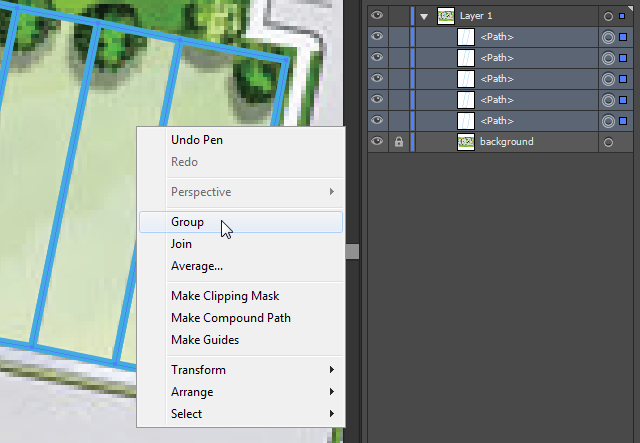 Layer 1
<Path>
<Path>
<Path>
<Path>
<Path>
background
Undo Pen
Redo
Perspective
Group
Join
Average...
Make Clipping Mask
Make Compound Path
Make Guides
Transform
Arrange
Select